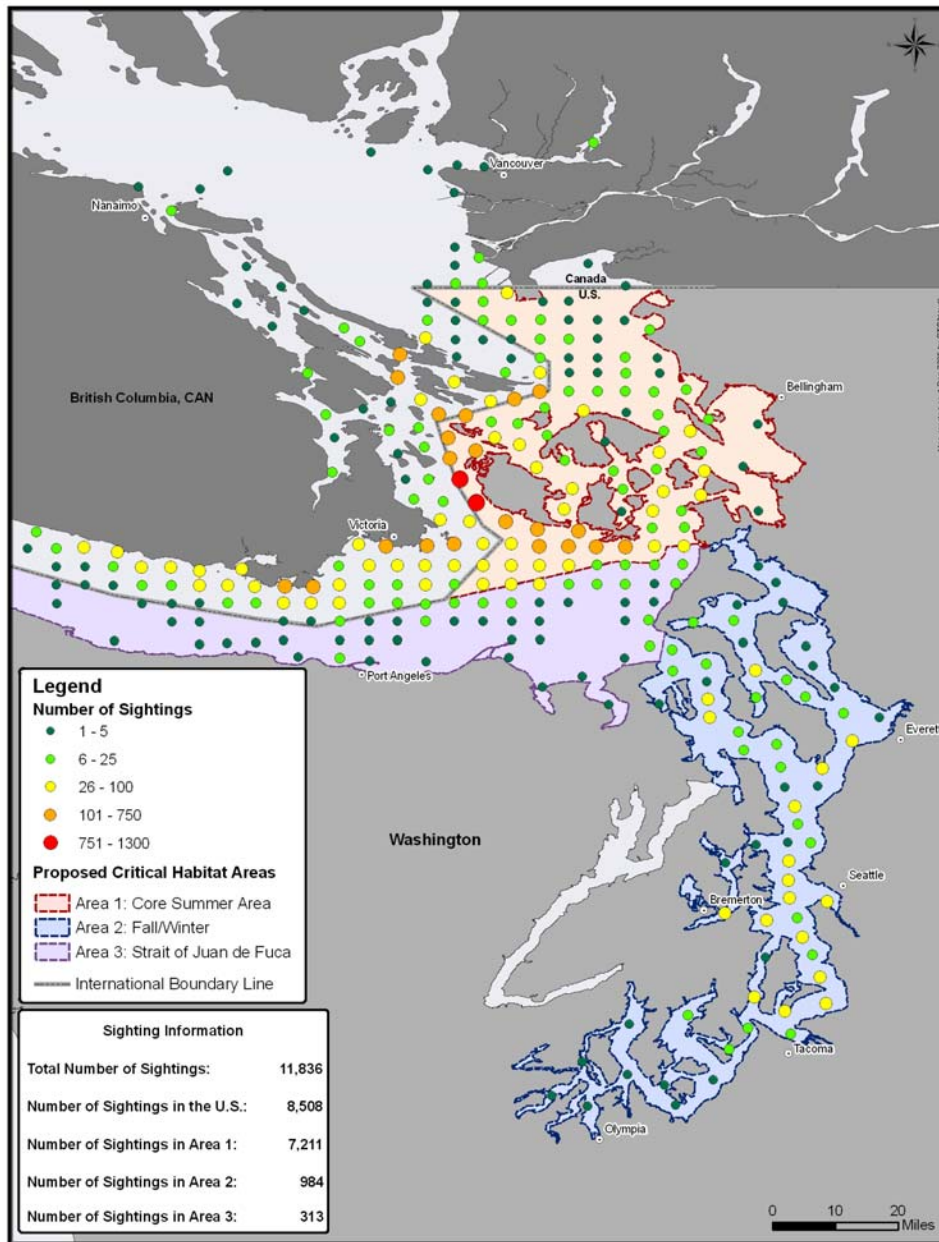 Vancouver
Nanaimo
Canada
U.S.
Bellingham
British Columbia, CAN
Victoria
Port Angeles
Everett
Washington
Seattle
Bremerton
Tacoma
Olympia
Legend
Number of Sightings
1 - 5
6 - 25
26 - 100
101 - 750
751 - 1300
Proposed Critical Habitat Areas
Area 1: Core Summer Area
Area 2: Fall/Winter
Area 3: Strait of Juan de Fuca
International Boundary Line
Sighting Information
Total Number of Sightings: 11,836
Number of Sightings in the U.S.: 8,508
Number of Sightings in Area 1: 7,211
Number of Sightings in Area 2: 984
Number of Sightings in Area 3: 313
0 10 20
Miles